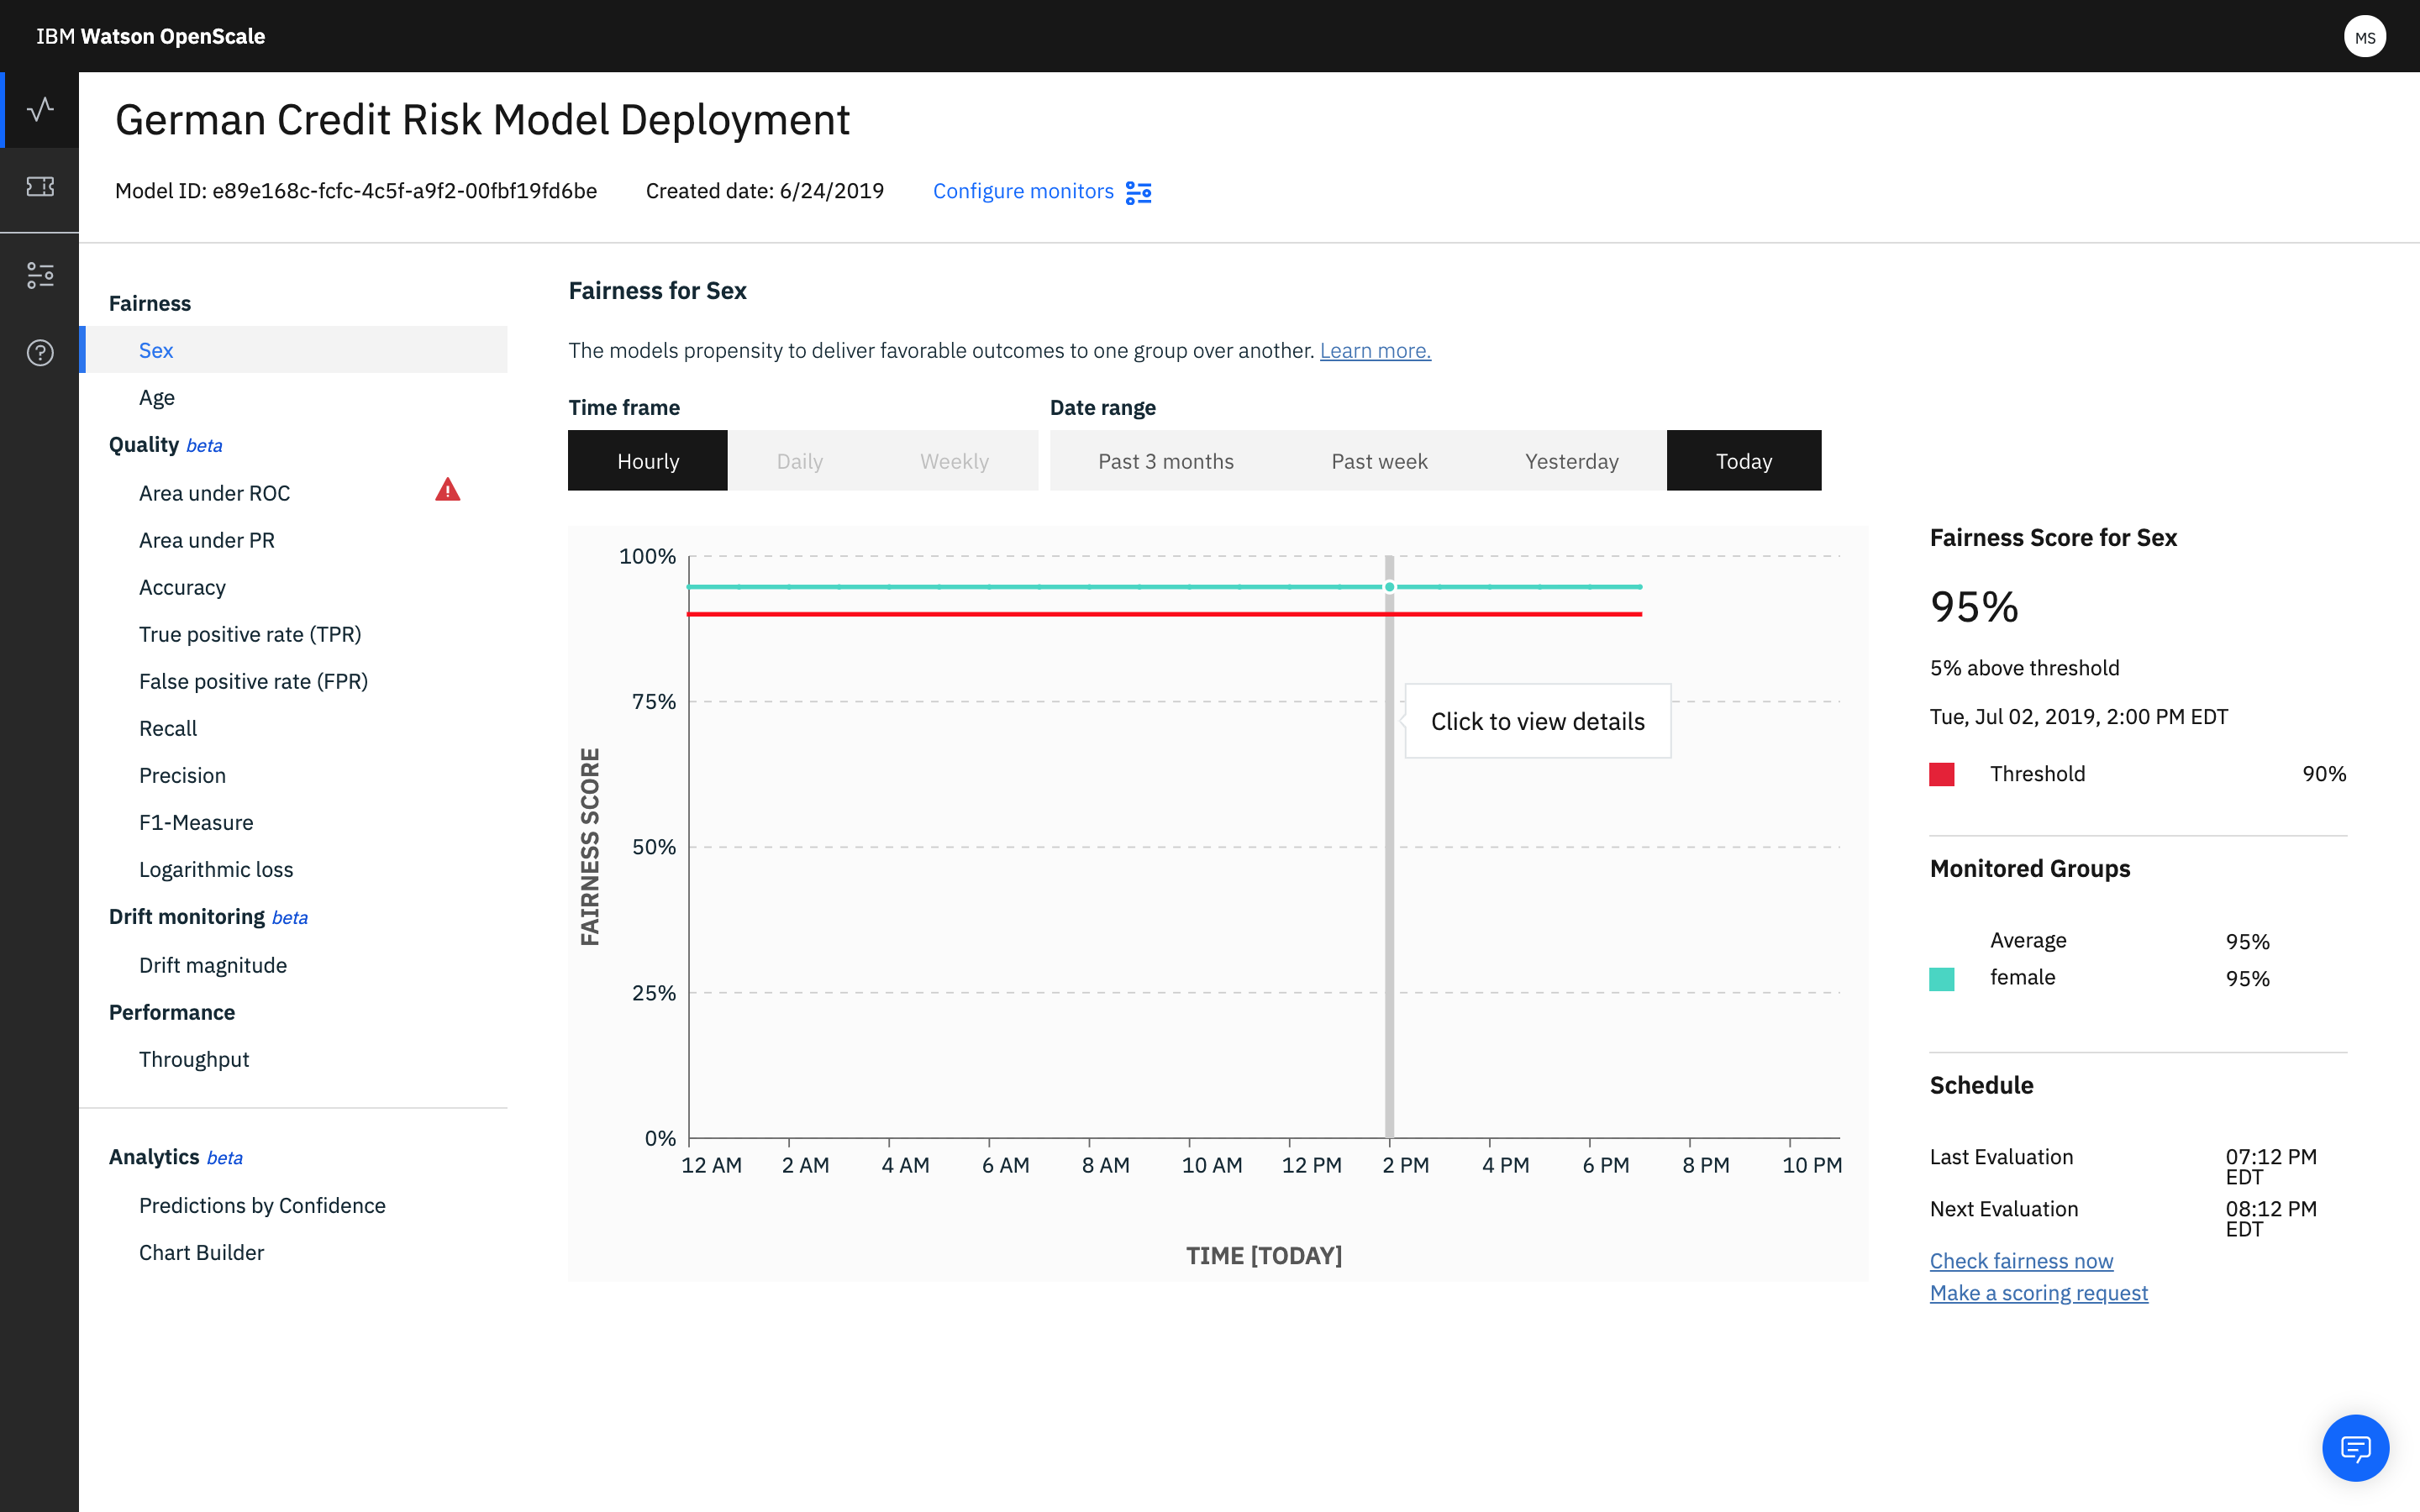 IBM Watson OpenScale
MS
German Credit Risk Model Deployment
Model ID: e89e168c-fcfc-4c5f-a9f2-00fbf19fd6be
Created date: 6/24/2019
Configure monitors
Fairness
Sex
Age
Quality beta
Area under ROC
Area under PR
Accuracy
True positive rate (TPR)
False positive rate (FPR)
Recall
Precision
F1-Measure
Logarithmic loss
Drift monitoring beta
Drift magnitude
Performance
Throughput
Analytics beta
Predictions by Confidence
Chart Builder
Fairness for Sex
The models propensity to deliver favorable outcomes to one group over another. Learn more.
Time frame
Date range
Hourly
Daily
Weekly
Past 3 months
Past week
Yesterday
Today
100%
75%
50%
25%
0%
FAIRNESS SCORE
Click to view details
12 AM
2 AM
4 AM
6 AM
8 AM
10 AM
12 PM
2 PM
4 PM
6 PM
8 PM
10 PM
TIME [TODAY]
Fairness Score for Sex
95%
5% above threshold
Tue, Jul 02, 2019, 2:00 PM EDT
Threshold 90%
Monitored Groups
Average 95%
female 95%
Schedule
Last Evaluation 07:12 PM
EDT
Next Evaluation 08:12 PM
EDT
Check fairness now
Make a scoring request